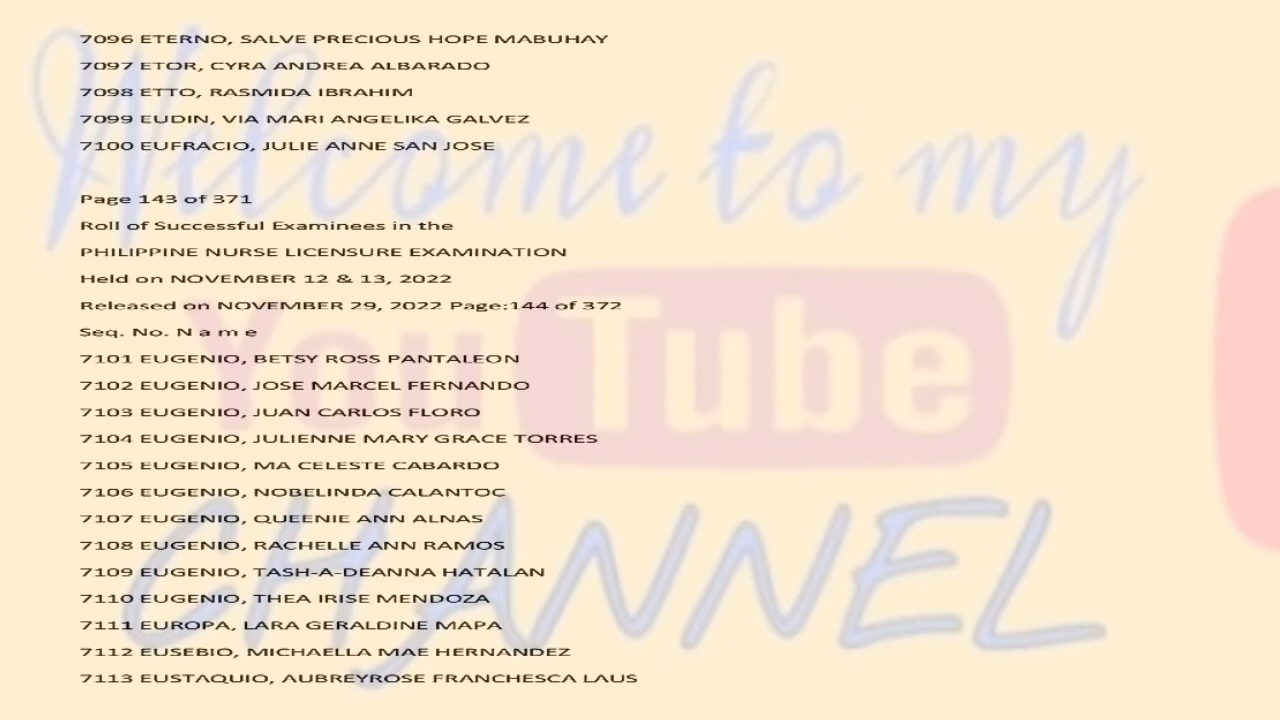 7096 ETERNO, SALVE PRECIOUS HOPE MABUHAY
7097 ETOR, CYRA ANDREA ALBARADO
7098 ETTO, RASMIDA IBRAHIM
7099 EUDIN, VIA MARI ANGELIKA GALVEZ
7100 EUFRACIO, JULIE ANNE SAN JOSE
Page 143 of 371
Roll of Successful Examinees in the
PHILIPPINE NURSE LICENSURE EXAMINATION
Held on NOVEMBER 12 & 13, 2022
Released on NOVEMBER 29, 2022 Page:144 of 372
Seq. No. N a m e
7101 EUGENIO, BETSY ROSS PANTALEON
7102 EUGENIO, JOSE MARCEL FERNANDO
7103 EUGENIO, JUAN CARLOS FLORO
7104 EUGENIO, JULIENNE MARY GRACE TORRES
7105 EUGENIO, MA CELESTE CABARDO
7106 EUGENIO, NOBELINDA CALANTOC
7107 EUGENIO, QUEENIE ANN ALNAS
7108 EUGENIO, RACHELLE ANN RAMOS
7109 EUGENIO, TASH-A-DEANNA HATALAN
7110 EUGENIO, THEA IRISE MENDOZA
7111 EUROPA, LARA GERALDINE MAPA
7112 EUSEBIO, MICHAELLA MAE HERNANDEZ
7113 EUSTAQUIO, AUBREYROSE FRANCHESCA LAUS
Welcome to my
YouTube
CHANNEL